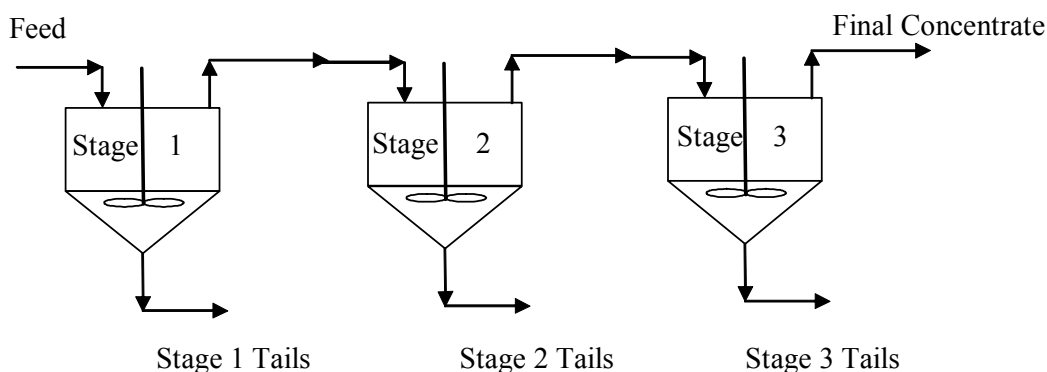 Feed
Final Concentrate
Stage 1
Stage 2
Stage 3
Stage 1 Tails
Stage 2 Tails
Stage 3 Tails